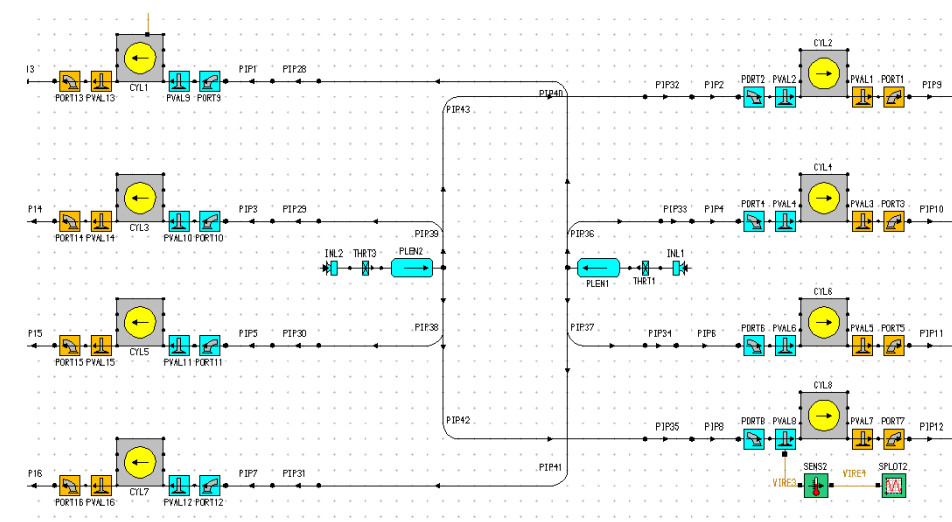 CYL2
13 PIP1 PIP28 PIP32 PIP2 PORT2 PVAL2 PVAL1 PORT1 PIP9
PORT13 PVAL13 CYL1 PVAL9 PORT9 PIP40
PIP43
CYL4
P14 PIP3 PIP29 PIP33 PIP4 PORT4 PVAL4 PVAL3 PORT3 PIP10
PORT14 PVAL14 CYL3 PVAL10 PORT10 PIP39 PIP36
INL2 THRT3 PLEN2 INL1
PLEN1 THRT1
CYL6
P15 PIP5 PIP30 PIP38 PIP37 PIP34 PIP6 PORT6 PVAL6 PVAL5 PORT5 PIP11
PORT15 PVAL15 CYL5 PVAL11 PORT11
CYL8
PIP42 PIP35 PIP8 PORT8 PVAL8 PVAL7 PORT7 PIP12
P16 PIP7 PIP31 PIP41 SENS2 SPLOT2
VIRE3 VIRE4
PORT16 PVAL16 CYL7 PVAL12 PORT12